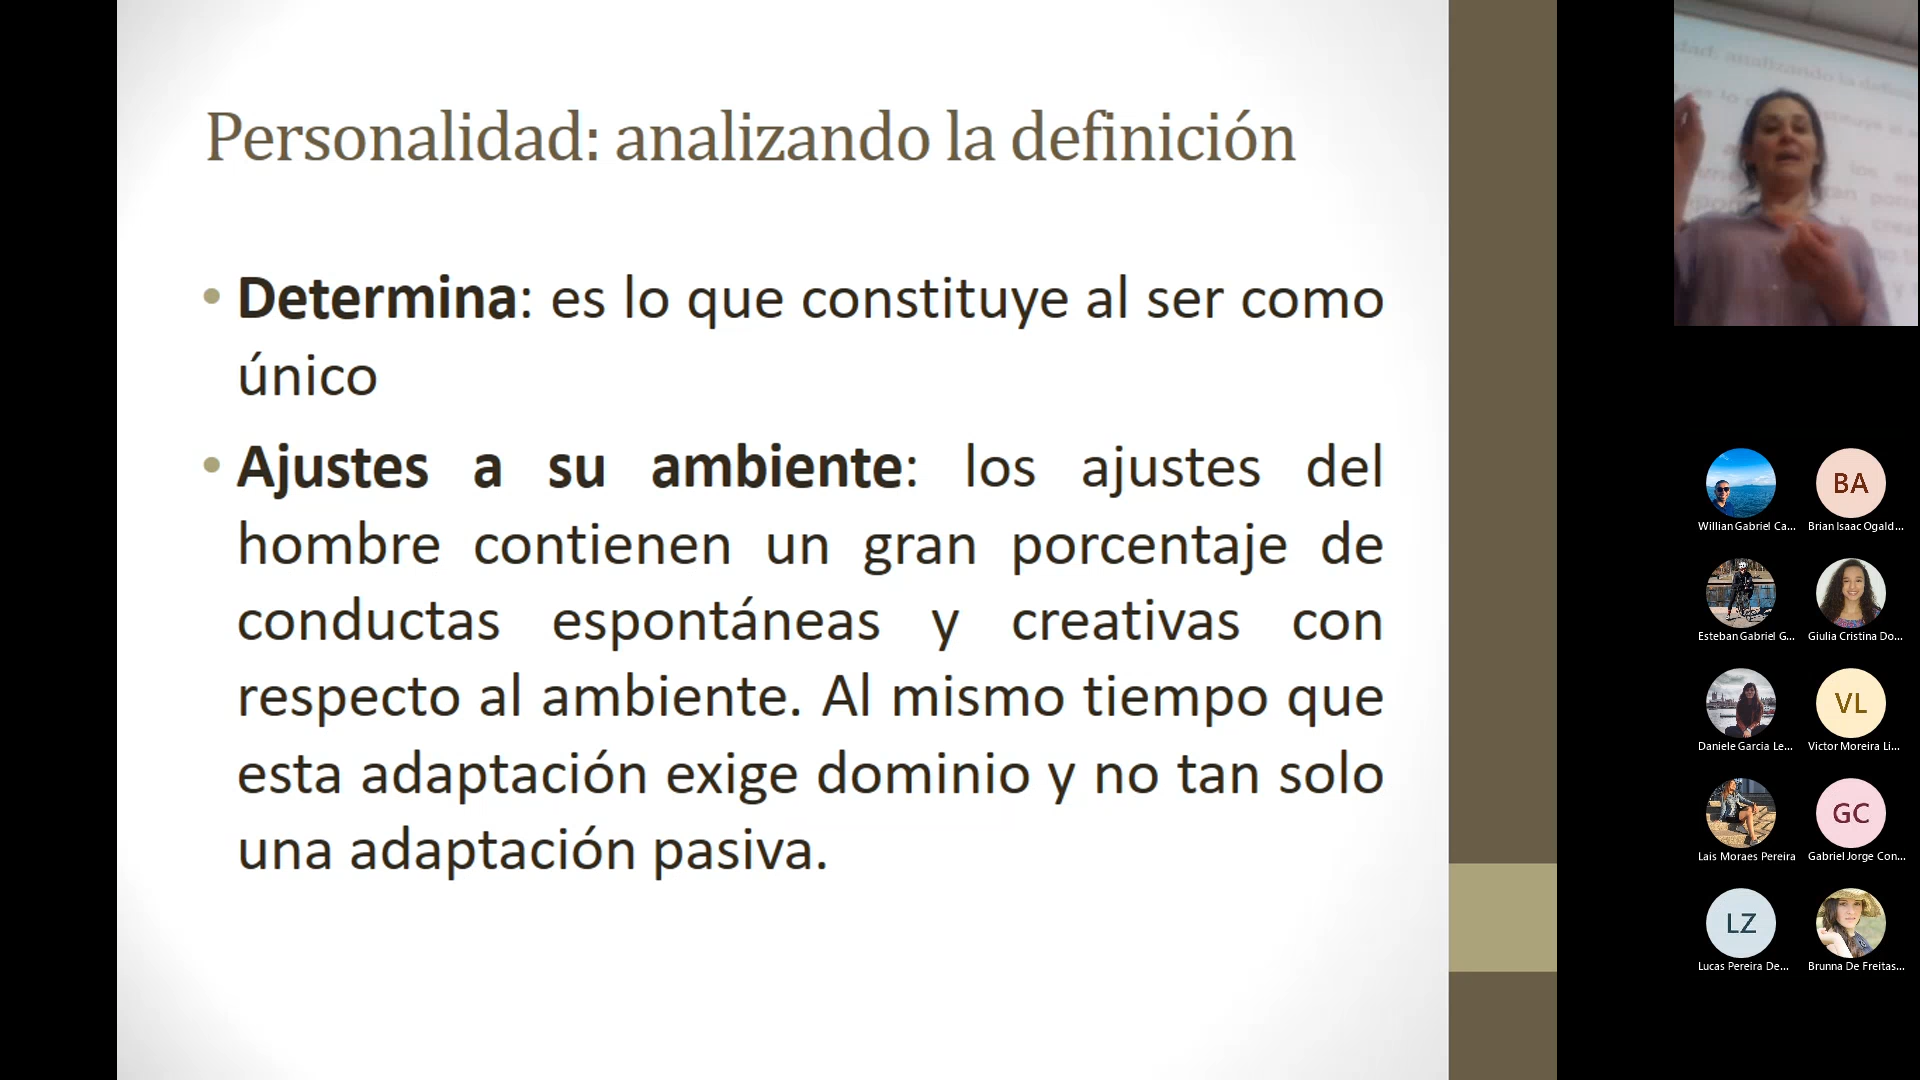 Personalidad: analizando la definición
• Determina: es lo que constituye al ser como
único
• Ajustes a su ambiente: los ajustes del
hombre contienen un gran porcentaje de
conductas espontáneas y creativas con
respecto al ambiente. Al mismo tiempo que
esta adaptación exige dominio y no tan solo
una adaptación pasiva.
Willian Gabriel Ca...
BA
Brian Isaac Ogald...
Esteban Gabriel G...
Giulia Cristina Do...
Daniele Garcia Le...
VL
Victor Moreira Li...
Lais Moraes Pereira
GC
Gabriel Jorge Con...
LZ
Lucas Pereira De...
Brunna De Freitas...